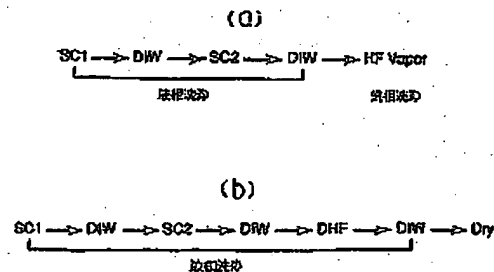 (a)
SC1 → DIW → SC2 → DIW → HF Vapor
(b)
SC1 → DIW → SC2 → DIW → DHF → DIW → Dry